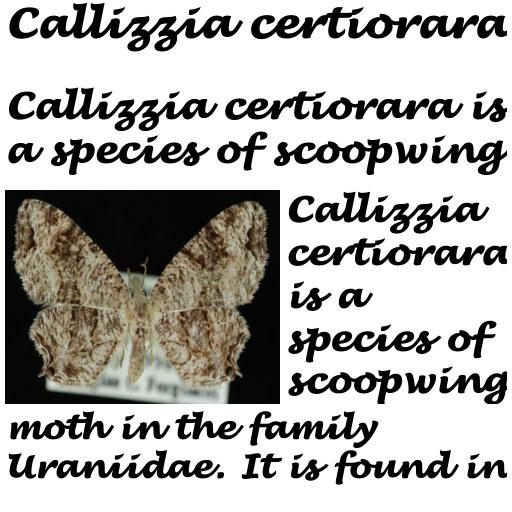 Callizzia certiorara
Callizzia certiorara is
a species of scoopwing
Callizzia
certiorara
is a
species of
scoopwing
moth in the family
Uraniidae. It is found in